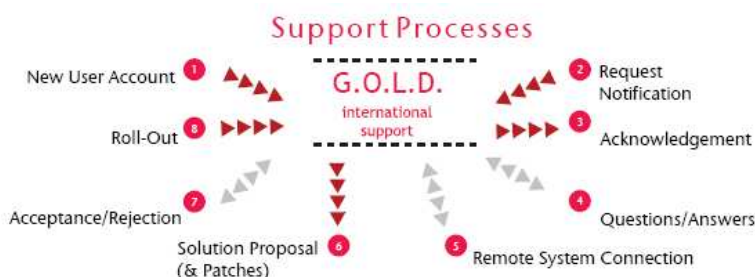 Support Processes
G.O.L.D.
international
support
1
New User Account
2
Request
Notification
8
Roll-Out
3
Acknowledgement
7
Acceptance/Rejection
4
Questions/Answers
6
Solution Proposal
(& Patches)
5
Remote System Connection